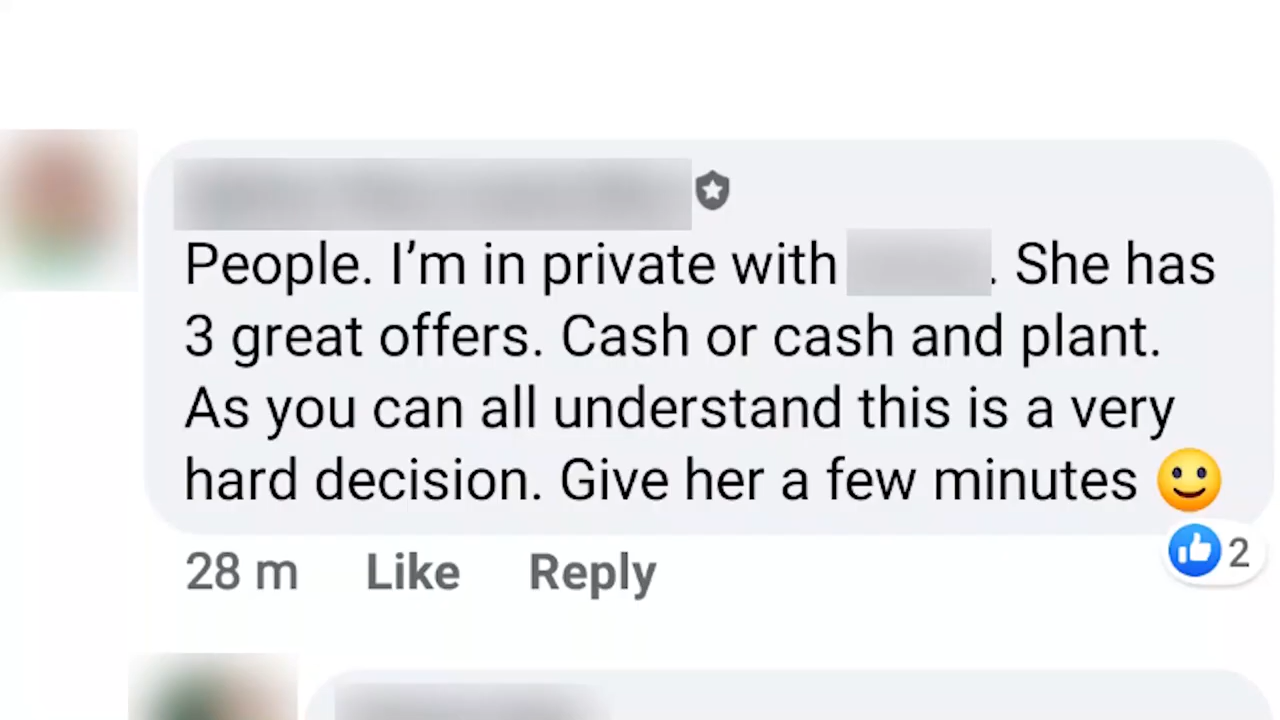 People. I’m in private with . She has
3 great offers. Cash or cash and plant.
As you can all understand this is a very
hard decision. Give her a few minutes 🙂
28 m Like Reply 2